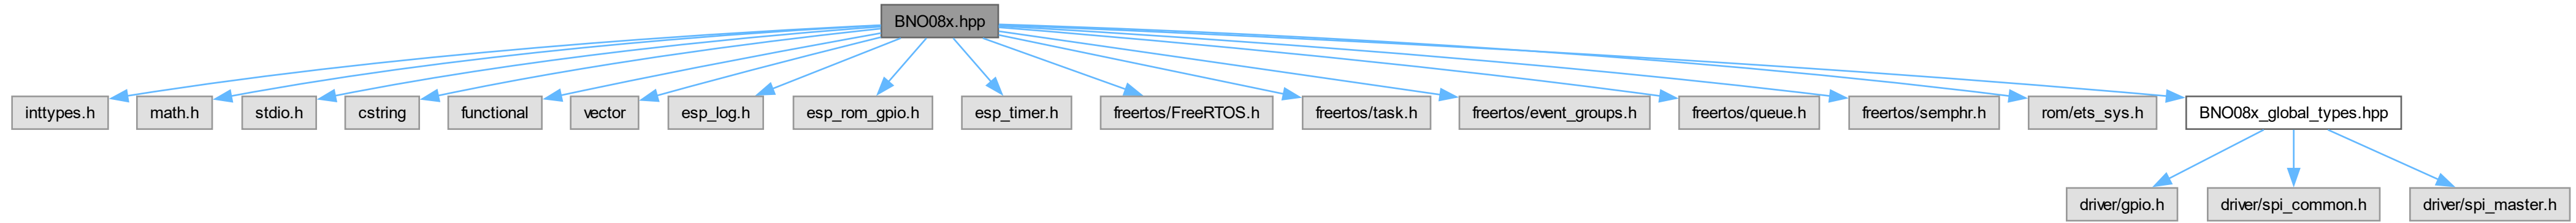 BNO08x.hpp
inttypes.h
math.h
stdio.h
cstring
functional
vector
esp_log.h
esp_rom_gpio.h
esp_timer.h
freertos/FreeRTOS.h
freertos/task.h
freertos/event_groups.h
freertos/queue.h
freertos/semphr.h
rom/ets_sys.h
BNO08x_global_types.hpp
driver/gpio.h
driver/spi_common.h
driver/spi_master.h